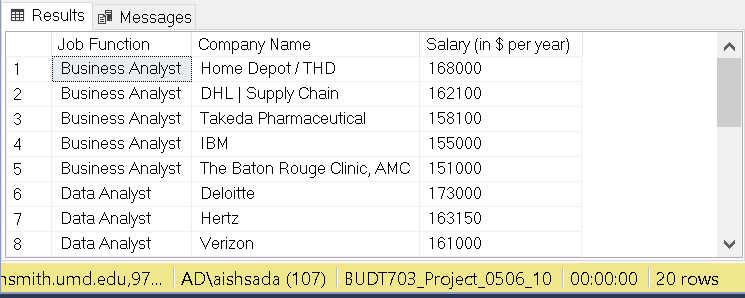 Results Messages
Job Function Company Name Salary (in $ per year)
1 Business Analyst Home Depot / THD 168000
2 Business Analyst DHL | Supply Chain 162100
3 Business Analyst Takeda Pharmaceutical 158100
4 Business Analyst IBM 155000
5 Business Analyst The Baton Rouge Clinic, AMC 151000
6 Data Analyst Deloitte 173000
7 Data Analyst Hertz 163150
8 Data Analyst Verizon 161000
nsmith.umd.edu,97... AD\aishsada (107) BUDT703_Project_0506_10 00:00:00 20 rows